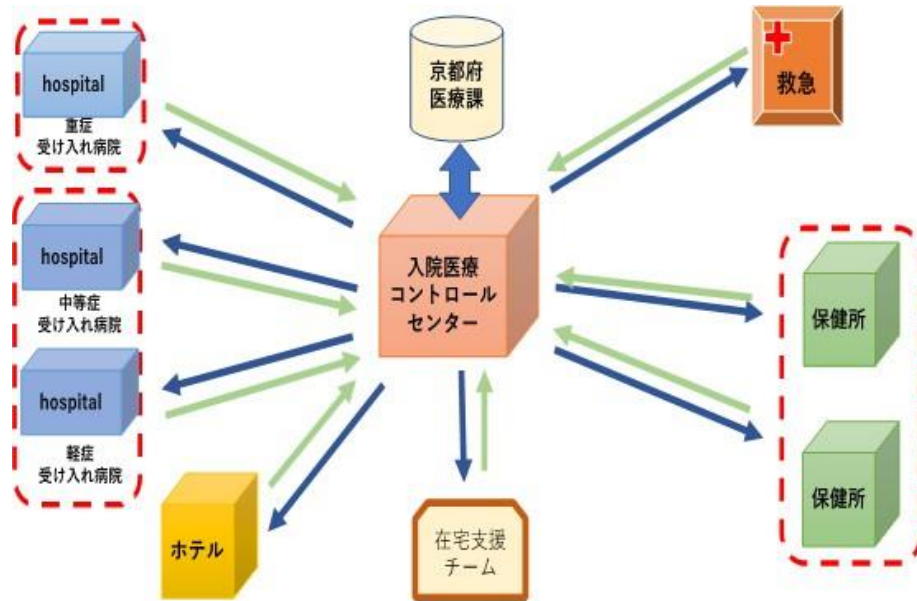 hospital
重症
受け入れ病院
京都府
医療課
救急
hospital
中等症
受け入れ病院
入院医療
コントロール
センター
保健所
hospital
軽症
受け入れ病院
保健所
ホテル
在宅支援
チーム